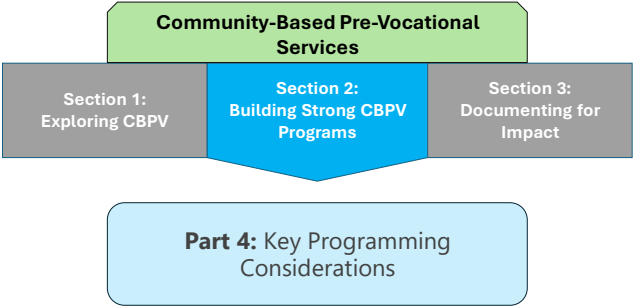 Community-Based Pre-Vocational
Services
Section 1:
Exploring CBPV
Section 2:
Building Strong CBPV
Programs
Section 3:
Documenting for
Impact
Part 4: Key Programming
Considerations